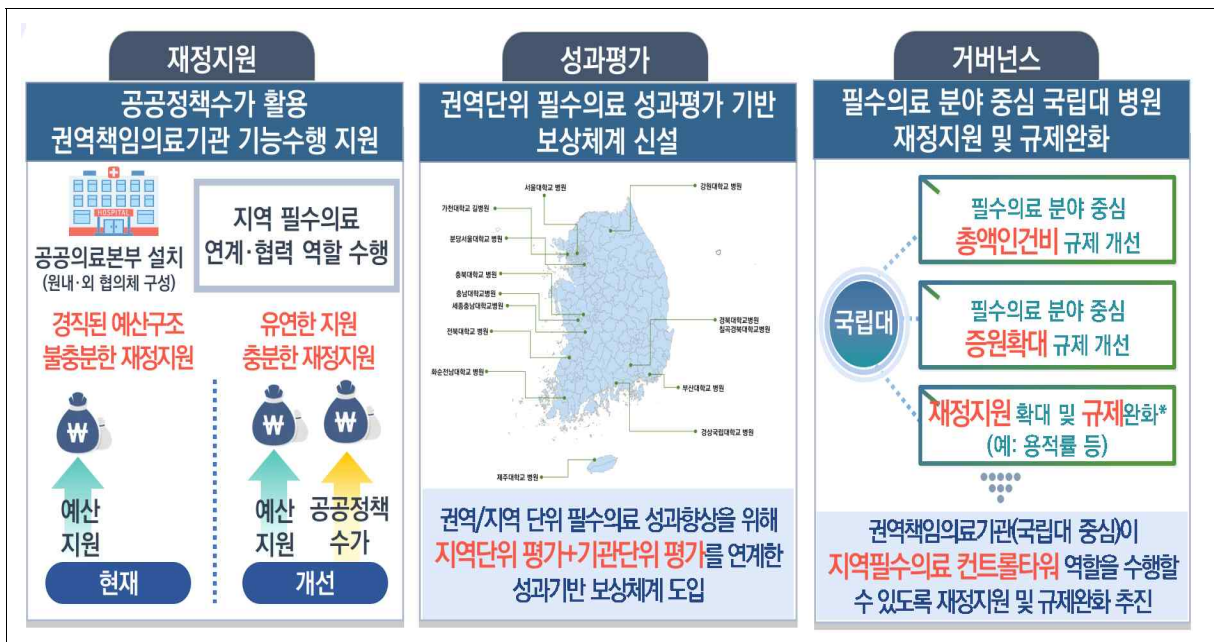 재정지원
공공정책수가 활용
권역책임의료기관 기능수행 지원
HOSPITAL
공공의료본부 설치
(원내·외 협의체 구성)
지역 필수의료
연계·협력 역할 수행
경직된 예산구조
불충분한 재정지원
유연한 지원
충분한 재정지원
₩
₩
₩
예산
지원
예산
지원
공공정책
수가
현재
개선
성과평가
권역단위 필수의료 성과평가 기반
보상체계 신설
서울대학교 병원
강원대학교 병원
가천대학교 길병원
분당서울대학교 병원
충북대학교 병원
충남대학교병원
세종충남대학교병원
전북대학교 병원
경북대학교병원
칠곡경북대학교병원
화순전남대학교 병원
부산대학교 병원
경상국립대학교 병원
제주대학교 병원
권역/지역 단위 필수의료 성과향상을 위해
지역단위 평가+기관단위 평가를 연계한
성과기반 보상체계 도입
거버넌스
필수의료 분야 중심 국립대 병원
재정지원 및 규제완화
국립대
필수의료 분야 중심
총액인건비 규제 개선
필수의료 분야 중심
증원확대 규제 개선
재정지원 확대 및 규제완화*
(예: 용적률 등)
권역책임의료기관(국립대 중심)이
지역필수의료 컨트롤타워 역할을 수행할
수 있도록 재정지원 및 규제완화 추진